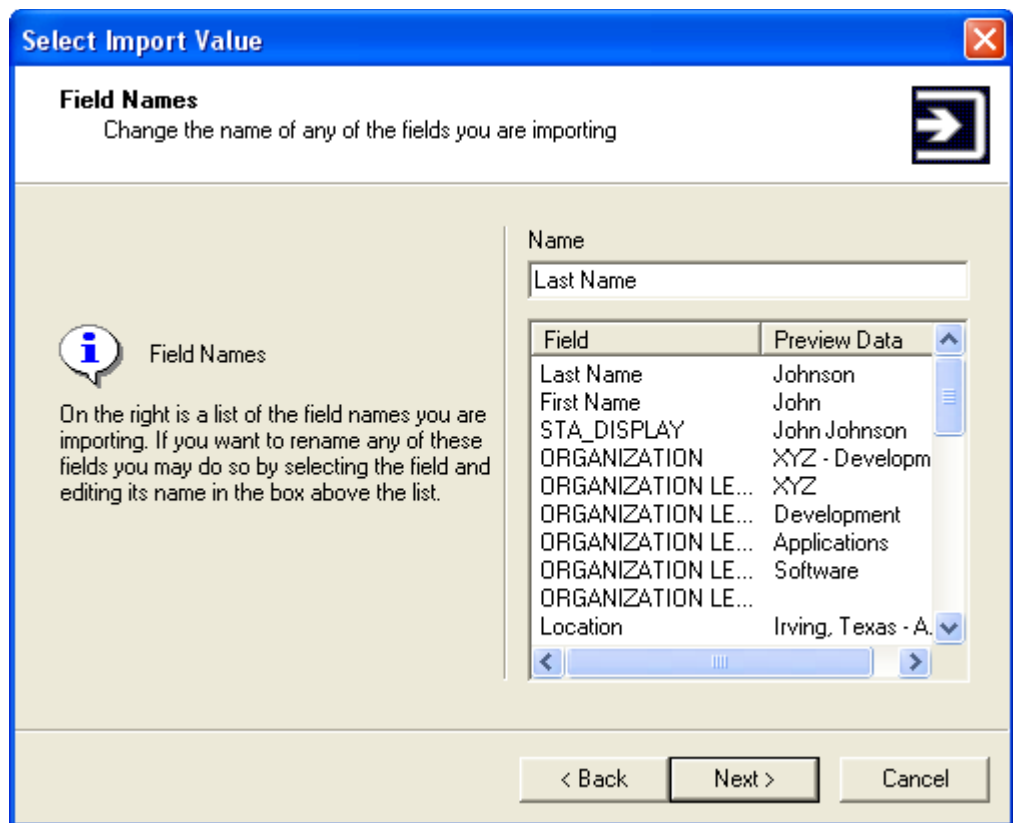 Select Import Value
Field Names
Change the name of any of the fields you are importing
Name
Last Name
Field Names
On the right is a list of the field names you are
importing. If you want to rename any of these
fields you may do so by selecting the field and
editing its name in the box above the list.
Field Preview Data
Last Name Johnson
First Name John
STA_DISPLAY John Johnson
ORGANIZATION XYZ - Developm
ORGANIZATION LE... XYZ
ORGANIZATION LE... Development
ORGANIZATION LE... Applications
ORGANIZATION LE... Software
ORGANIZATION LE...
Location Irving, Texas - A.
< Back Next > Cancel